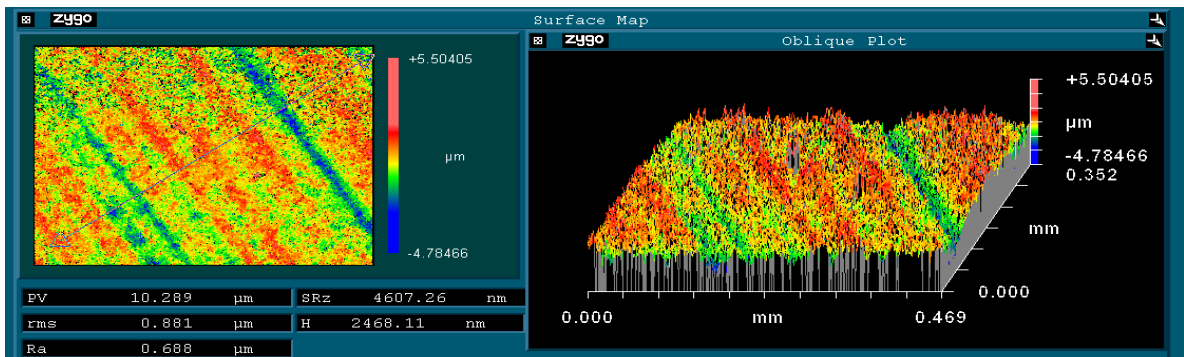 zygo Surface Map
+5.50405
µm
-4.78466
PV 10.289 µm SRz 4607.26 nm
rms 0.881 µm H 2468.11 nm
Ra 0.688 µm
zygo Oblique Plot
+5.50405
µm
-4.78466
0.352
mm
0.000
0.000 mm 0.469